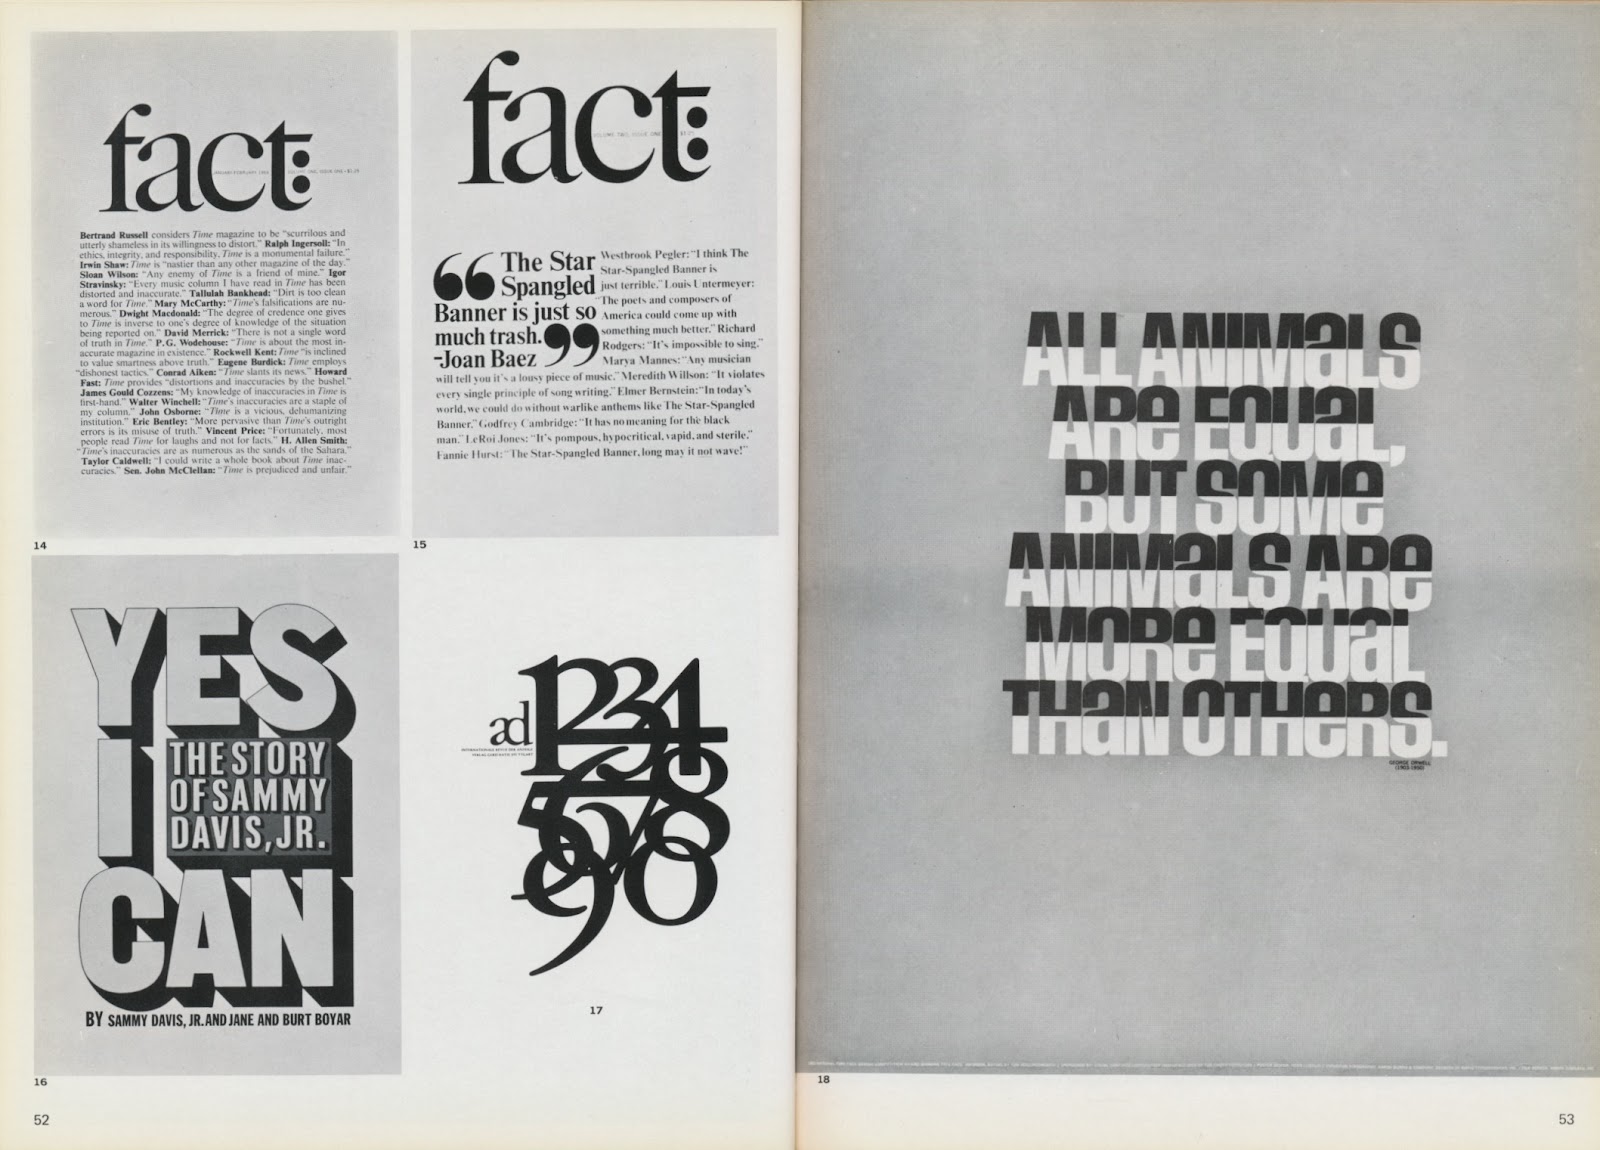 fact:
JANUARY-FEBRUARY 1964 VOLUME ONE, ISSUE ONE • $1.25
Bertrand Russell considers Time magazine to be "scurrilous and
utterly shameless in its willingness to distort." Ralph Ingersoll: "In
ethics, integrity, and responsibility, Time is a monumental failure."
Irwin Shaw: Time is "nastier than any other magazine of the day."
Sloan Wilson: "Any enemy of Time is a friend of mine." Igor
Stravinsky: "Every music column I have read in Time has been
distorted and inaccurate." Tallulah Bankhead: "Dirt is too clean
a word for Time." Mary McCarthy: "Time's falsifications are nu-
merous." Dwight Macdonald: "The degree of credence one gives
to Time is inverse to one's degree of knowledge of the situation
being reported on." David Merrick: "There is not a single word
of truth in Time." P.G. Wodehouse: "Time is about the most in-
accurate magazine in existence." Rockwell Kent: Time "is inclined
to value smartness above truth." Eugene Burdick: Time employs
"dishonest tactics." Conrad Aiken: "Time slants its news." Howard
Fast: Time provides "distortions and inaccuracies by the bushel."
James Gould Cozzens: "My knowledge of inaccuracies in Time is
first-hand." Walter Winchell: "Time's inaccuracies are a staple of
my column." John Osborne: "Time is a vicious, dehumanizing
institution." Eric Bentley: "More pervasive than Time's outright
errors is its misuse of truth." Vincent Price: "Fortunately, most
people read Time for laughs and not for facts." H. Allen Smith:
"Time's inaccuracies are as numerous as the sands of the Sahara."
Taylor Caldwell: "I could write a whole book about Time inac-
curacies." Sen. John McClellan: "Time is prejudiced and unfair."
14
fact:
VOLUME TWO, ISSUE ONE $1.25
“The Star
Spangled
Banner is just so
much trash.”
-Joan Baez
Westbrook Pegler: "I think The
Star-Spangled Banner is
just terrible." Louis Untermeyer:
"The poets and composers of
America could come up with
something much better." Richard
Rodgers: "It's impossible to sing."
Marya Mannes: "Any musician
will tell you it's a lousy piece of music." Meredith Willson: "It violates
every single principle of song writing." Elmer Bernstein: "In today's
world, we could do without warlike anthems like The Star-Spangled
Banner." Godfrey Cambridge: "It has no meaning for the black
man." LeRoi Jones: "It's pompous, hypocritical, vapid, and sterile."
Fannie Hurst: "The Star-Spangled Banner, long may it not wave!"
15
YES
I
THE STORY
OF SAMMY
DAVIS, JR.
CAN
BY SAMMY DAVIS, JR. AND JANE AND BURT BOYAR
16
ad
1234
5678
90
17
52
ALL ANIMaLS
ARe EQUaL,
BUT SOMe
ANIMaLS ARe
MORe EQUaL
THaN OTHeRS.
GEORGE ORWELL
(1903-1950)
18
53